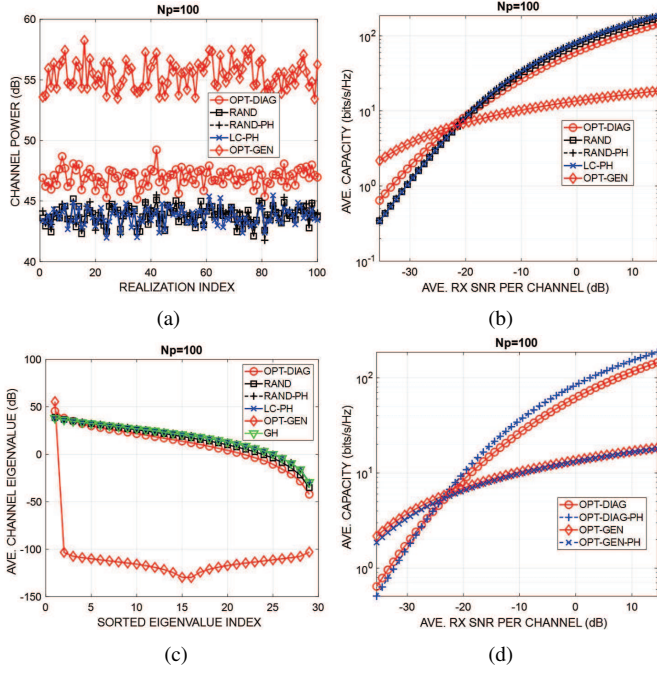 Np=100
CHANNEL POWER (dB)
60
55
50
45
40
OPT-DIAG
RAND
RAND-PH
LC-PH
OPT-GEN
0 20 40 60 80 100
REALIZATION INDEX
(a)
Np=100
AVE. CAPACITY (bits/s/Hz)
10^2
10^1
10^0
10^-1
OPT-DIAG
RAND
RAND-PH
LC-PH
OPT-GEN
-30 -20 -10 0 10
AVE. RX SNR PER CHANNEL (dB)
(b)
Np=100
AVE. CHANNEL EIGENVALUE (dB)
100
50
0
-50
-100
-150
OPT-DIAG
RAND
RAND-PH
LC-PH
OPT-GEN
GH
0 5 10 15 20 25 30
SORTED EIGENVALUE INDEX
(c)
Np=100
AVE. CAPACITY (bits/s/Hz)
10^2
10^1
10^0
OPT-DIAG
OPT-DIAG-PH
OPT-GEN
OPT-GEN-PH
-30 -20 -10 0 10
AVE. RX SNR PER CHANNEL (dB)
(d)